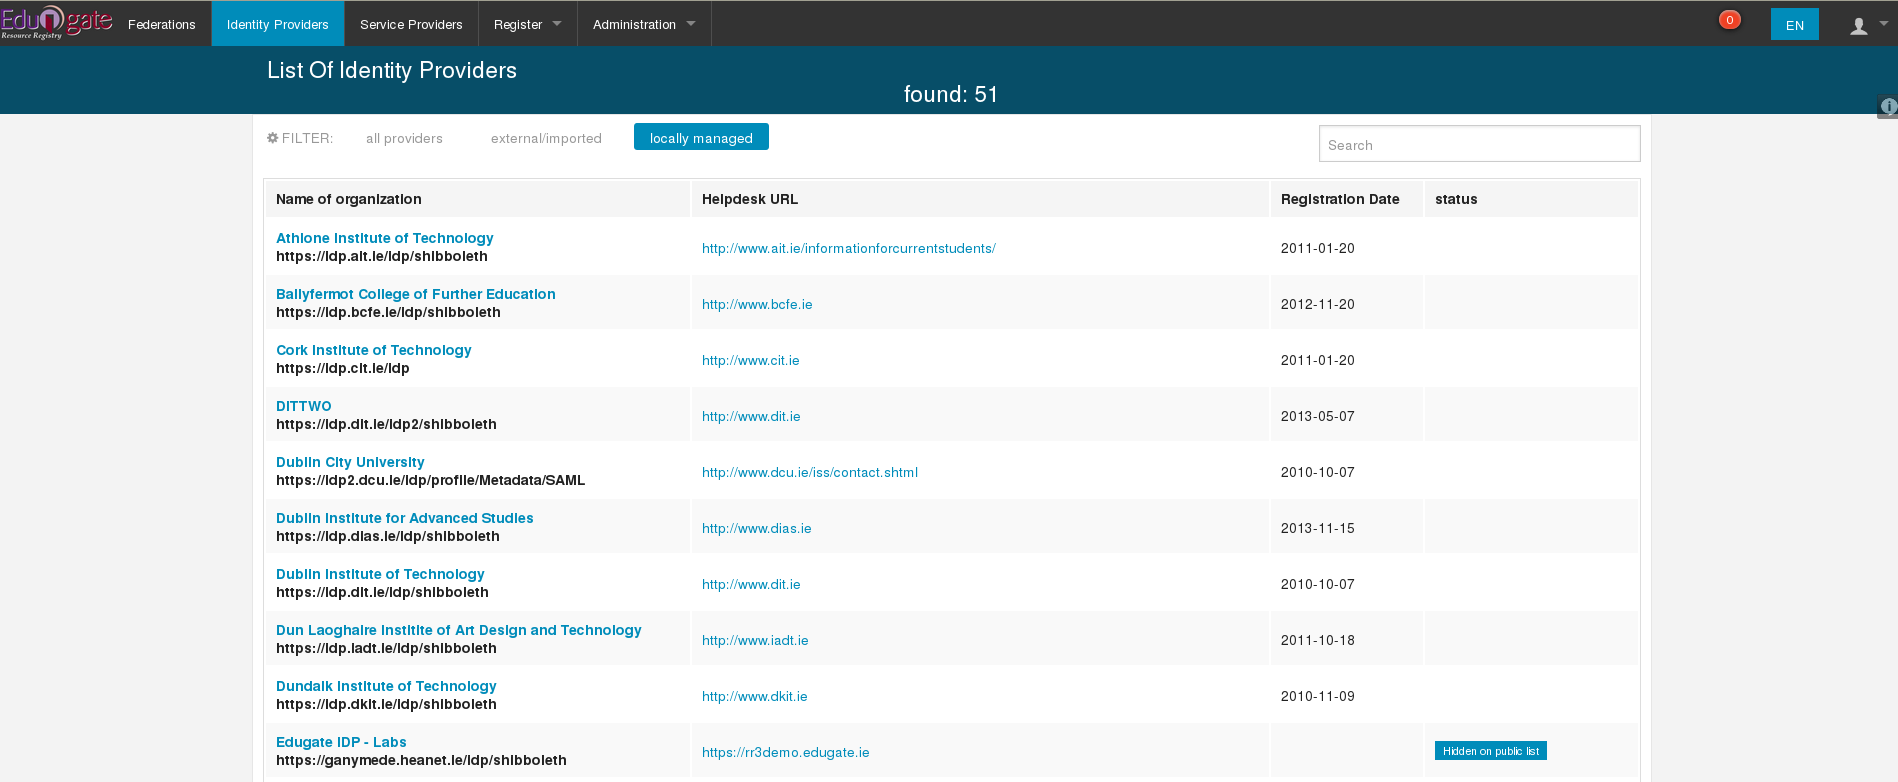 Edugate
Resource Registry
Federations
Identity Providers
Service Providers
Register
Administration
0
EN
List Of Identity Providers
found: 51
FILTER:
all providers
external/imported
locally managed
Search
Name of organization Helpdesk URL Registration Date status
Athlone Institute of Technology
https://idp.ait.ie/idp/shibboleth
http://www.ait.ie/informationforcurrentstudents/
2011-01-20
Ballyfermot College of Further Education
https://idp.bcfe.ie/idp/shibboleth
http://www.bcfe.ie
2012-11-20
Cork Institute of Technology
https://idp.cit.ie/idp
http://www.cit.ie
2011-01-20
DITTWO
https://idp.dit.ie/idp2/shibboleth
http://www.dit.ie
2013-05-07
Dublin City University
https://idp2.dcu.ie/idp/profile/Metadata/SAML
http://www.dcu.ie/iss/contact.shtml
2010-10-07
Dublin Institute for Advanced Studies
https://idp.dias.ie/idp/shibboleth
http://www.dias.ie
2013-11-15
Dublin Institute of Technology
https://idp.dit.ie/idp/shibboleth
http://www.dit.ie
2010-10-07
Dun Laoghaire Institite of Art Design and Technology
https://idp.iadt.ie/idp/shibboleth
http://www.iadt.ie
2011-10-18
Dundalk Institute of Technology
https://idp.dkit.ie/idp/shibboleth
http://www.dkit.ie
2010-11-09
Edugate IDP - Labs
https://ganymede.heanet.ie/idp/shibboleth
https://rr3demo.edugate.ie
Hidden on public list